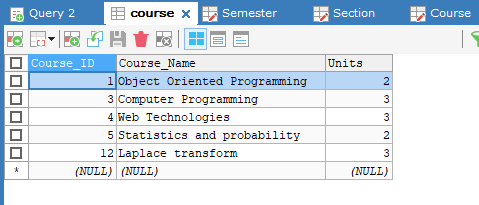 Query 2 course Semester Section Course
Course_ID Course_Name Units
1 Object Oriented Programming 2
3 Computer Programming 3
4 Web Technologies 3
5 Statistics and probability 2
12 Laplace transform 3
* (NULL) (NULL) (NULL)